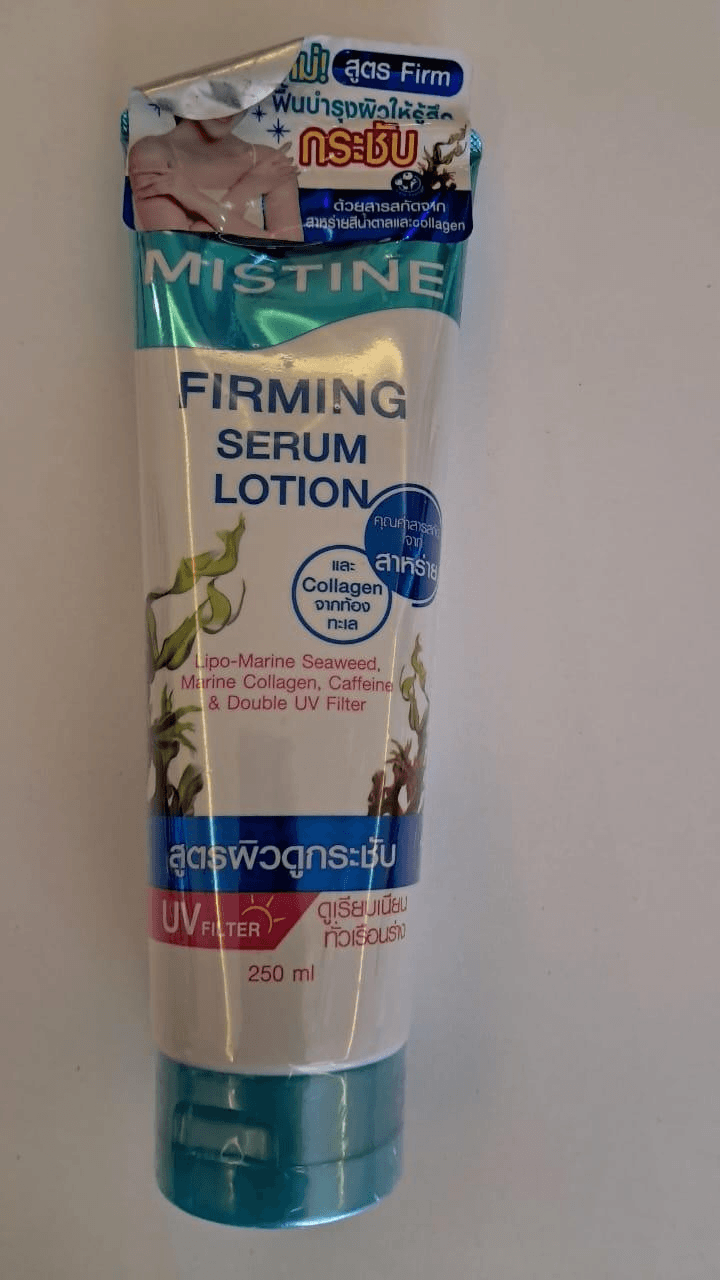 สูตร Firm
ฟื้นบำรุงผิวให้รู้สึก
กระชับ
ด้วยสารสกัดจาก
สาหร่ายสีน้ำตาลและcollagen
MISTINE
FIRMING
SERUM
LOTION
คุณค่าสารสกัด
จาก
สาหร่าย
และ
Collagen
จากท้อง
ทะเล
Lipo-Marine Seaweed,
Marine Collagen, Caffeine
& Double UV Filter
สูตรผิวดูกระชับ
UV FILTER
ดูเรียบเนียน
ทั่วเรือนร่าง
250 ml